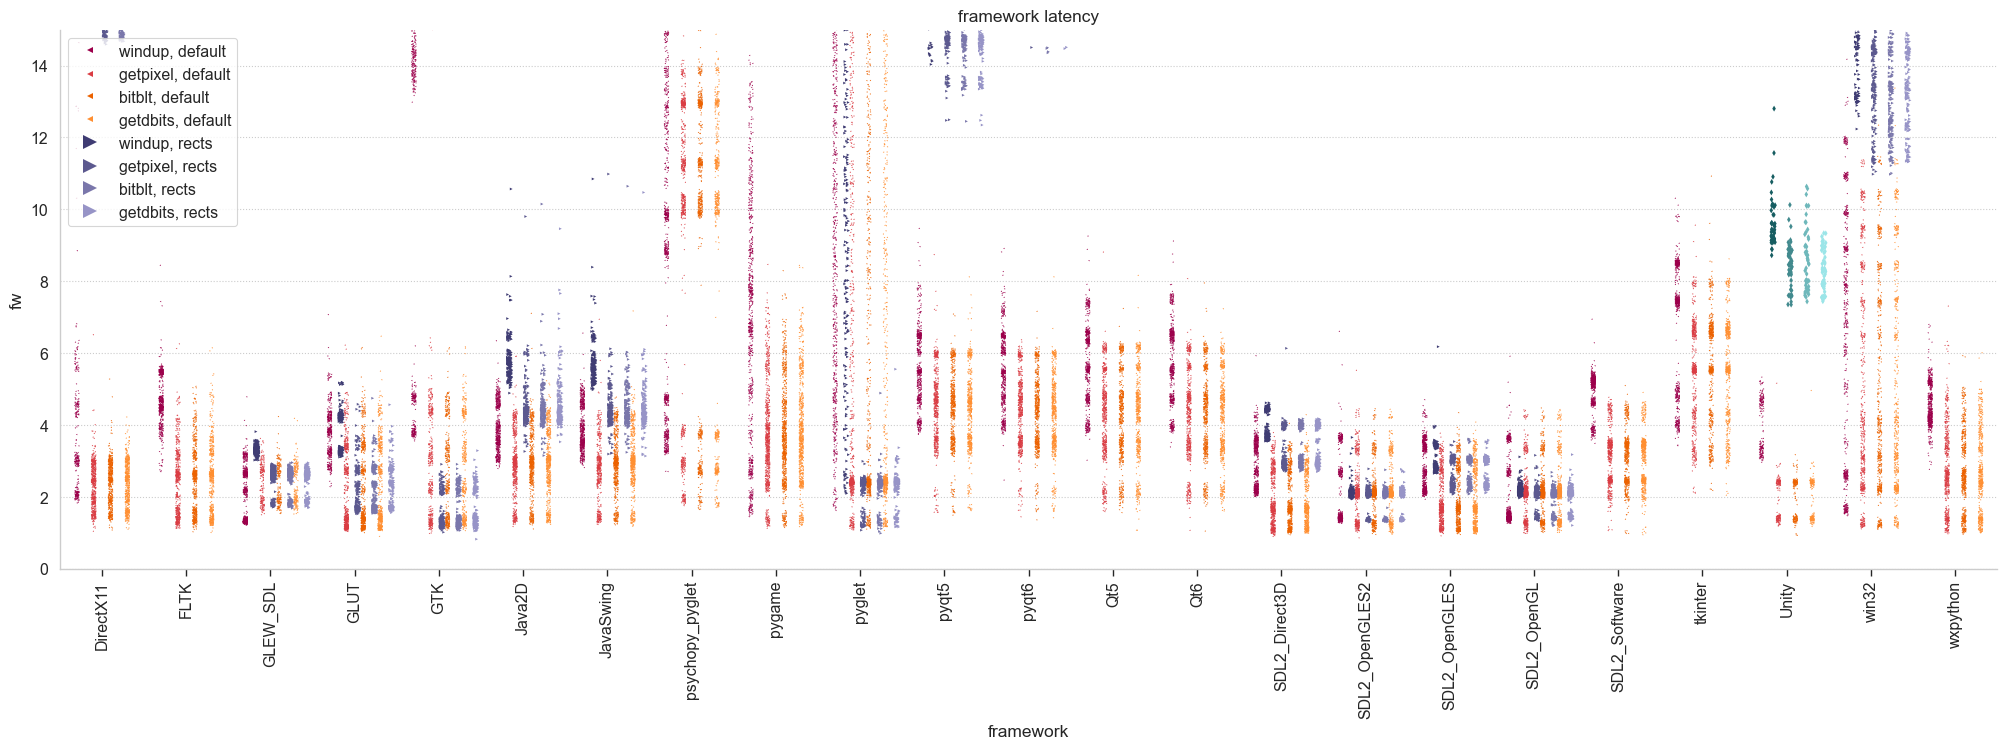 framework latency
windup, default
getpixel, default
bitblt, default
getdbits, default
windup, rects
getpixel, rects
bitblt, rects
getdbits, rects
fw
14
12
10
8
6
4
2
0
DirectX11
FLTK
GLEW_SDL
GLUT
GTK
Java2D
JavaSwing
psychopy_pyglet
pygame
pyglet
pyqt5
pyqt6
Qt5
Qt6
SDL2_Direct3D
SDL2_OpenGLES2
SDL2_OpenGLES
SDL2_OpenGL
SDL2_Software
tkinter
Unity
win32
wxpython
framework